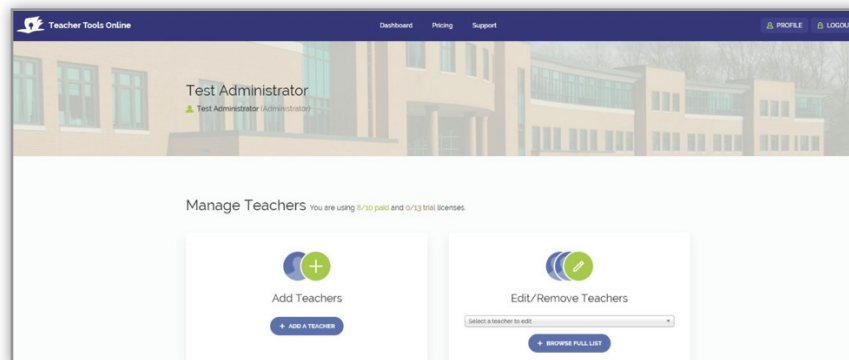 Teacher Tools Online
Dashboard Pricing Support
PROFILE LOGOU
Test Administrator
Test Administrator (Administrator)
Manage Teachers You are using 8/10 paid and 0/13 trial licenses.
Add Teachers
+ ADD A TEACHER
Edit/Remove Teachers
Select a teacher to edit
+ BROWSE FULL LIST